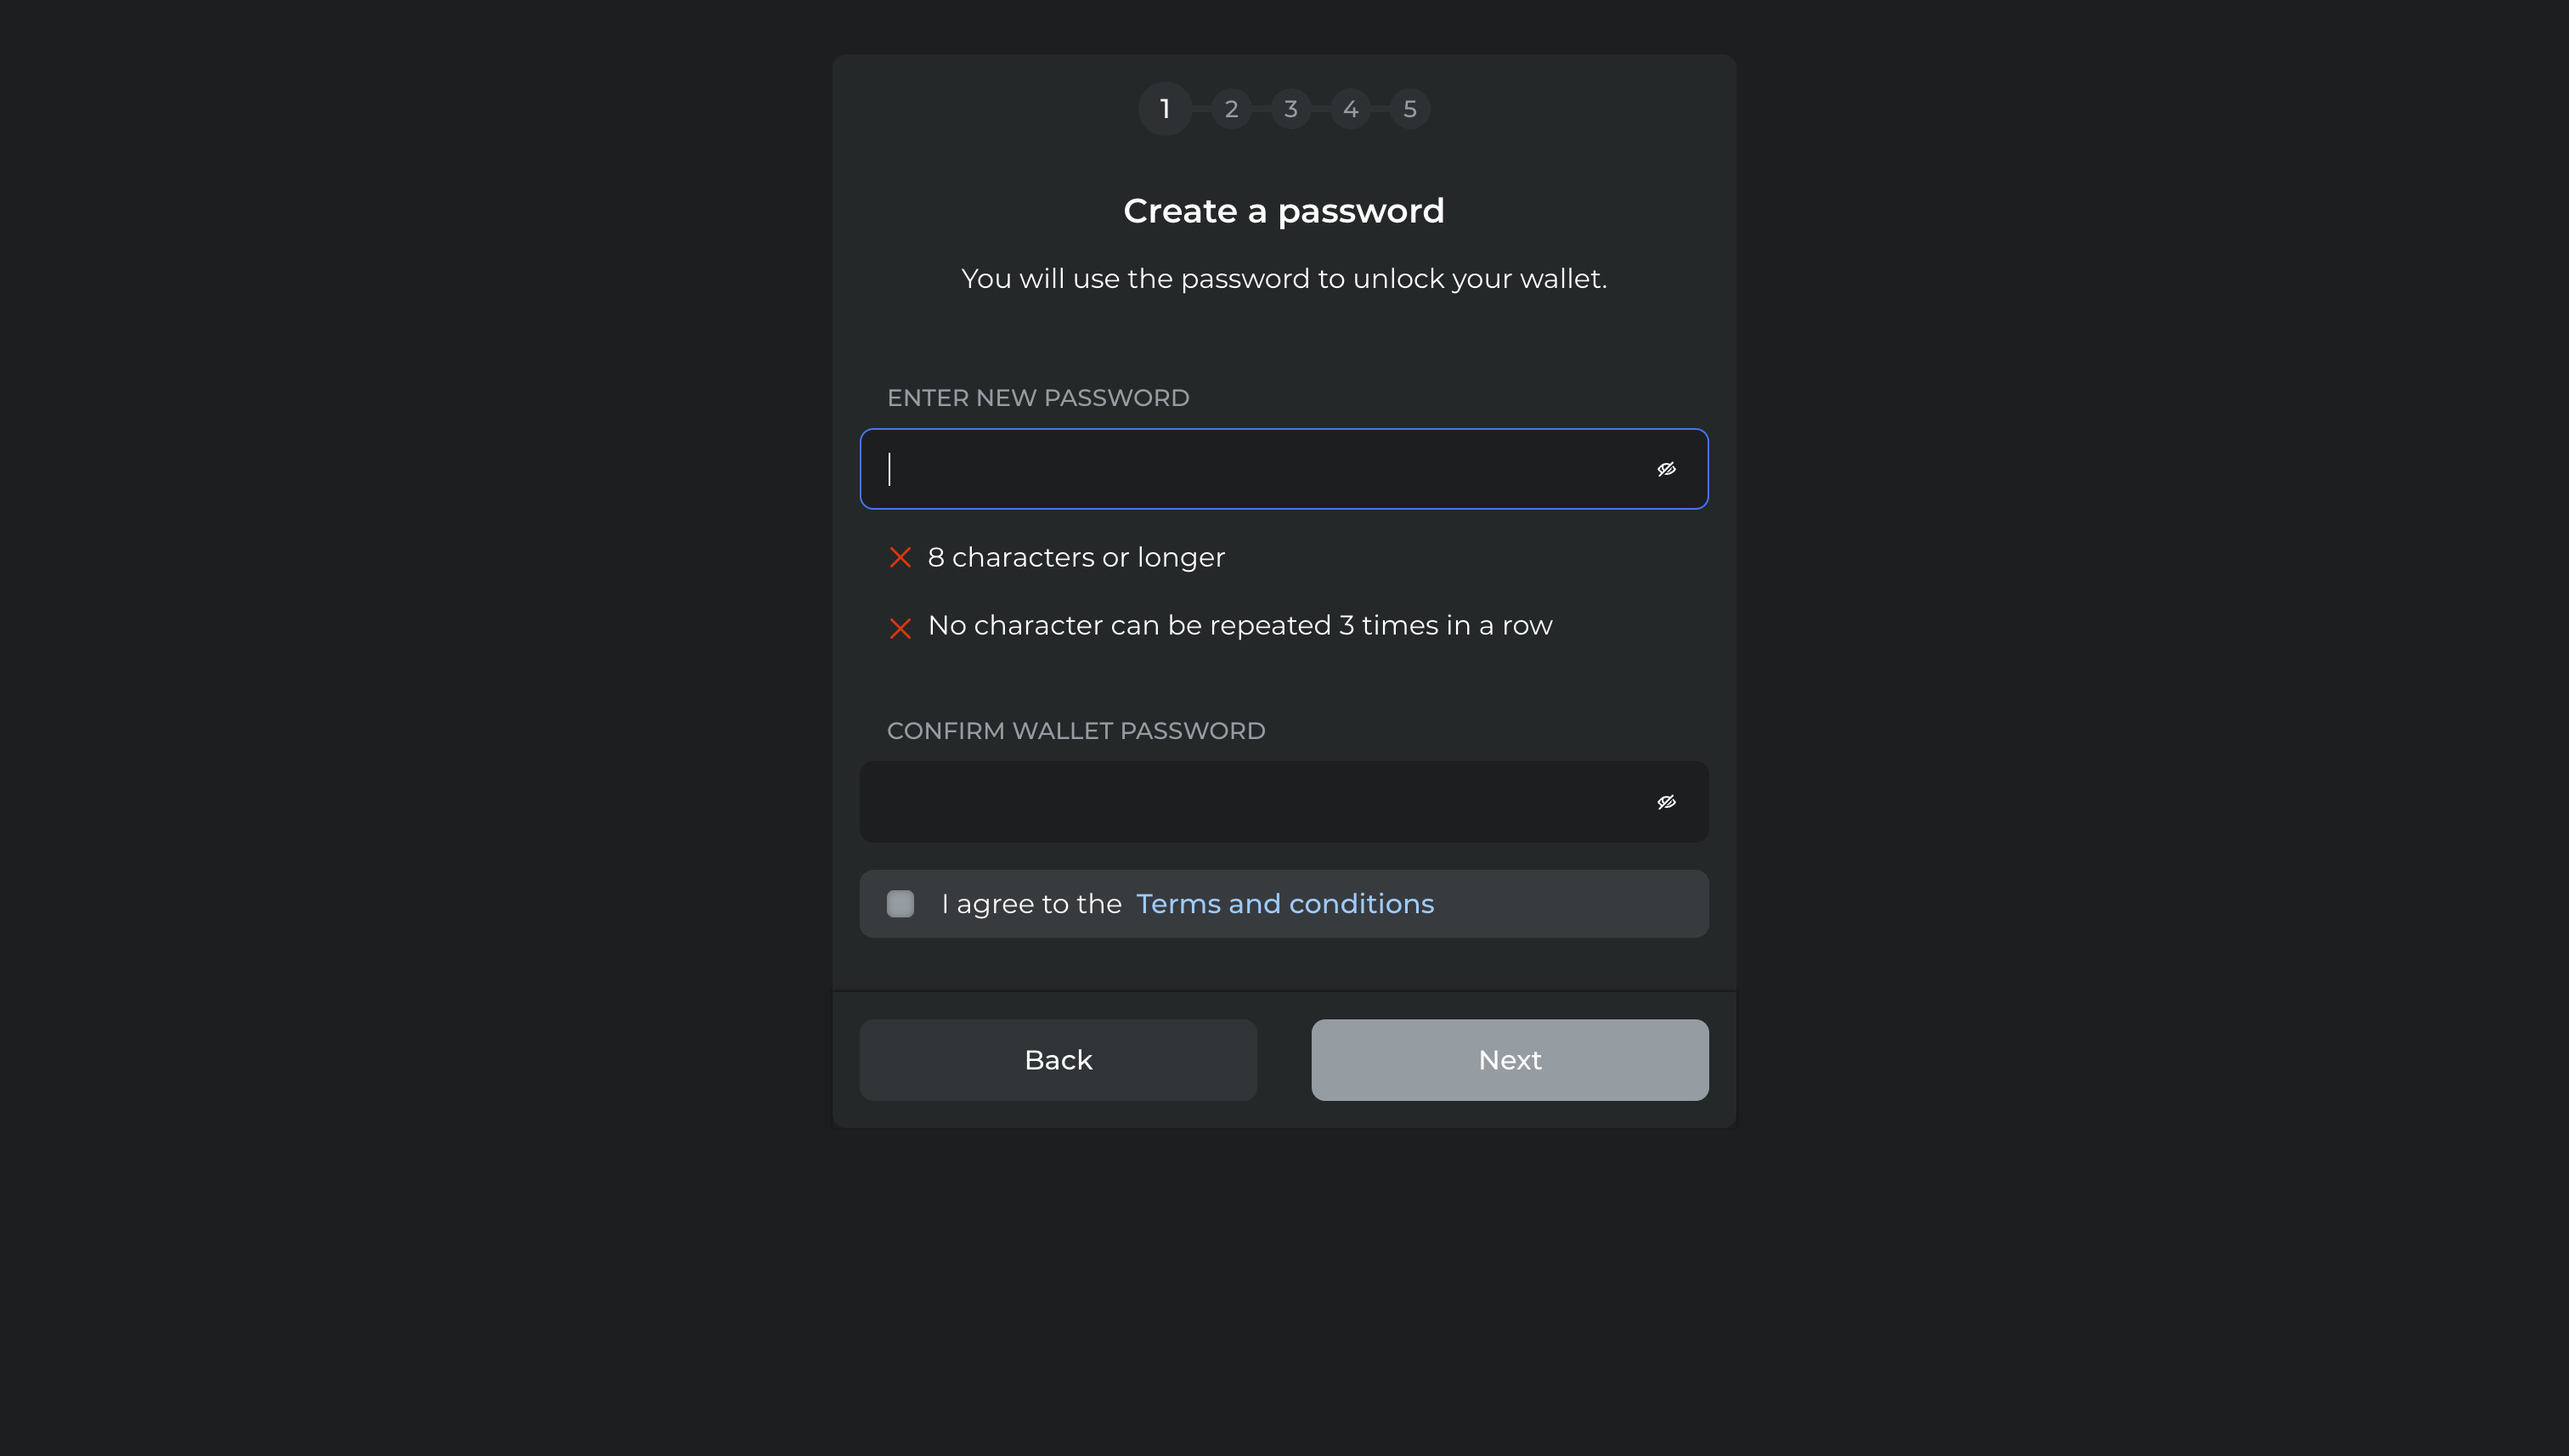 1 2 3 4 5
Create a password
You will use the password to unlock your wallet.
ENTER NEW PASSWORD
8 characters or longer
No character can be repeated 3 times in a row
CONFIRM WALLET PASSWORD
I agree to the Terms and conditions
Back Next